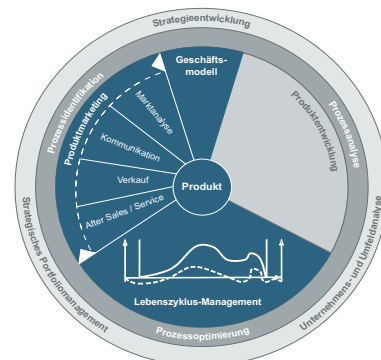 Strategieentwicklung
Prozessidentifikation
Prozessanalyse
Geschäfts-
modell
Produktmarketing
Marktanalyse
Produktentwicklung
Kommunikation
Verkauf
Produkt
After Sales / Service
Strategisches Portfoliomanagement
Unternehmens- und Umfeldanalyse
Lebenszyklus-Management
Prozessoptimierung